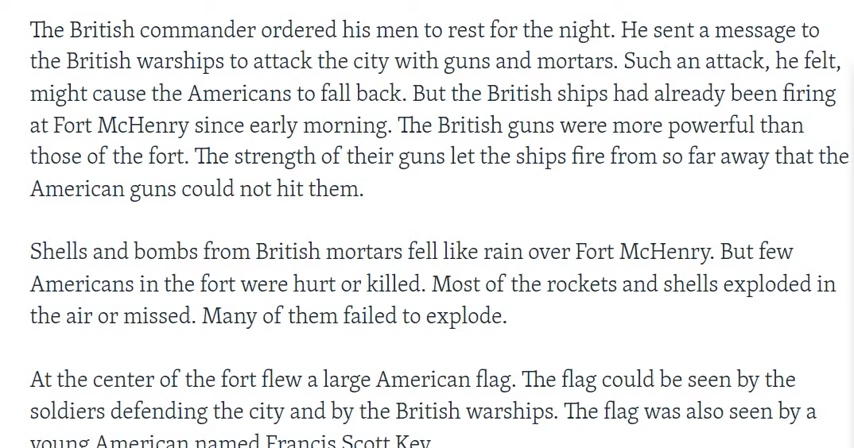 The British commander ordered his men to rest for the night. He sent a message to
the British warships to attack the city with guns and mortars. Such an attack, he felt,
might cause the Americans to fall back. But the British ships had already been firing
at Fort McHenry since early morning. The British guns were more powerful than
those of the fort. The strength of their guns let the ships fire from so far away that the
American guns could not hit them.
Shells and bombs from British mortars fell like rain over Fort McHenry. But few
Americans in the fort were hurt or killed. Most of the rockets and shells exploded in
the air or missed. Many of them failed to explode.
At the center of the fort flew a large American flag. The flag could be seen by the
soldiers defending the city and by the British warships. The flag was also seen by a
young American named Francis Scott Key.